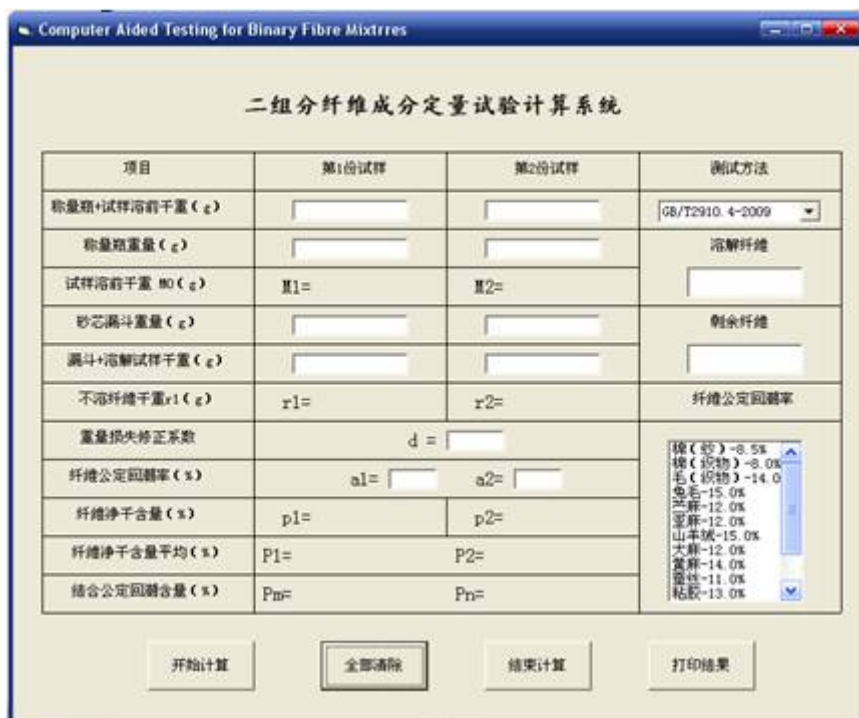 Computer Aided Testing for Binary Fibre Mixtrres
二组分纤维成分定量试验计算系统
项目 第1份试样 第2份试样 测试方法
称量瓶+试样溶前干重(g) GB/T2910.4-2009
称量瓶重量(g) 溶解纤维
试样溶前干重 M0(g) M1= M2=
砂芯漏斗重量(g) 剩余纤维
漏斗+溶解试样干重(g)
不溶纤维干重r1(g) r1= r2= 纤维公定回潮率
重量损失修正系数 d =
纤维公定回潮率(%) a1= a2=
纤维净干含量(%) p1= p2=
纤维净干含量平均(%) P1= P2=
结合公定回潮含量(%) Pm= Pn=
棉(纱)-8.5%
棉(织物)-8.0%
毛(织物)-14.0
兔毛-15.0%
苎麻-12.0%
亚麻-12.0%
山羊绒-15.0%
大麻-12.0%
黄麻-14.0%
蚕丝-11.0%
粘胶-13.0%
开始计算 全部清除 结束计算 打印结果